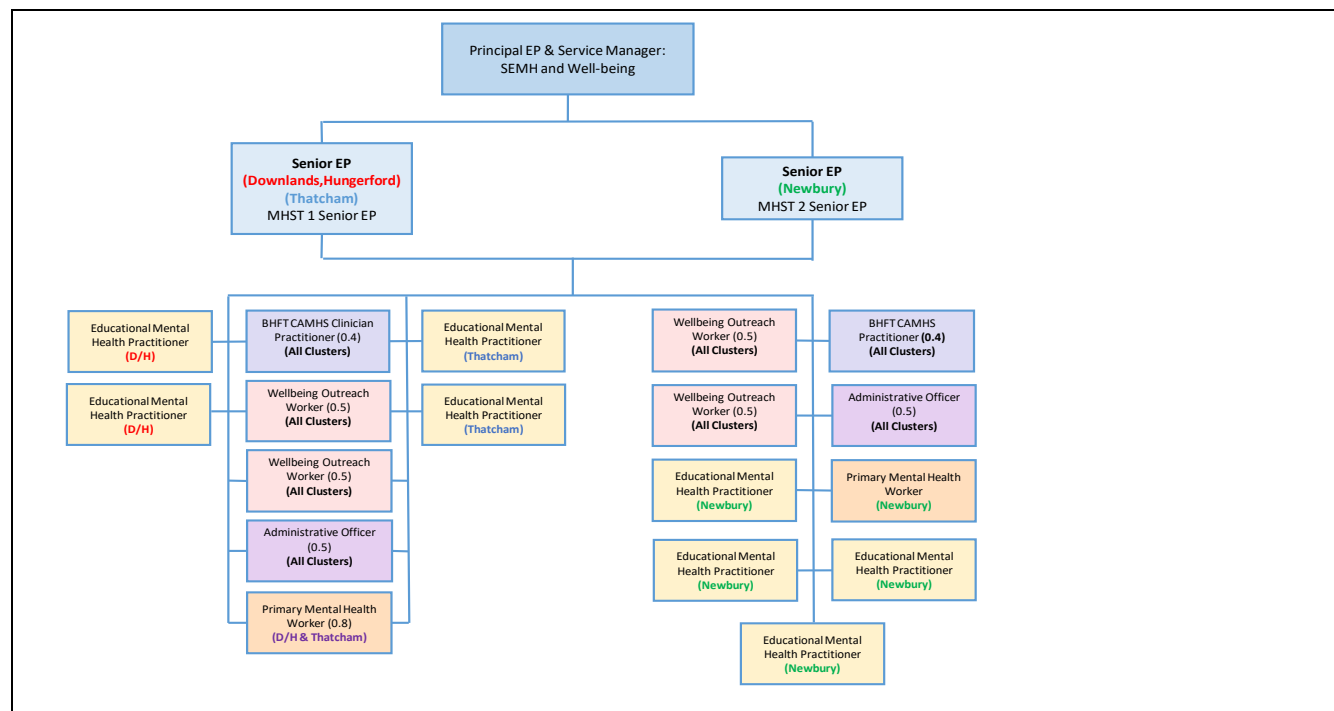 Principal EP & Service Manager:
SEMH and Well-being
Senior EP
(Downlands,Hungerford)
(Thatcham)
MHST 1 Senior EP
Senior EP
(Newbury)
MHST 2 Senior EP
Educational Mental
Health Practitioner
(D/H)
BHFT CAMHS Clinician
Practitioner (0.4)
(All Clusters)
Educational Mental
Health Practitioner
(Thatcham)
Educational Mental
Health Practitioner
(D/H)
Wellbeing Outreach
Worker (0.5)
(All Clusters)
Educational Mental
Health Practitioner
(Thatcham)
Wellbeing Outreach
Worker (0.5)
(All Clusters)
Administrative Officer
(0.5)
(All Clusters)
Primary Mental Health
Worker (0.8)
(D/H & Thatcham)
Wellbeing Outreach
Worker (0.5)
(All Clusters)
BHFT CAMHS
Practitioner (0.4)
(All Clusters)
Wellbeing Outreach
Worker (0.5)
(All Clusters)
Administrative Officer
(0.5)
(All Clusters)
Educational Mental
Health Practitioner
(Newbury)
Primary Mental Health
Worker
(Newbury)
Educational Mental
Health Practitioner
(Newbury)
Educational Mental
Health Practitioner
(Newbury)
Educational Mental
Health Practitioner
(Newbury)